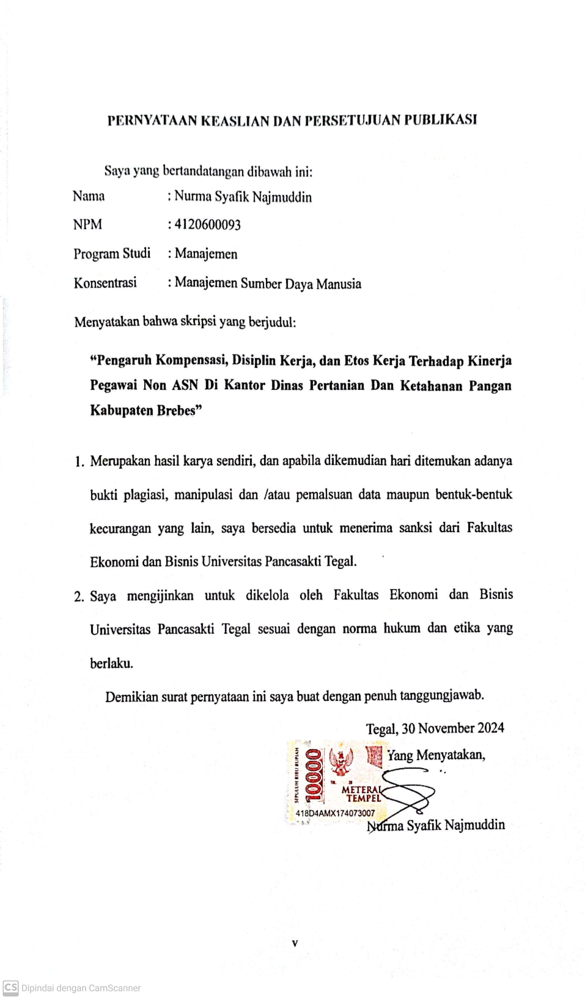 PERNYATAAN KEASLIAN DAN PERSETUJUAN PUBLIKASI
Saya yang bertandatangan dibawah ini:
Nama : Nurma Syafik Najmuddin
NPM : 4120600093
Program Studi : Manajemen
Konsentrasi : Manajemen Sumber Daya Manusia
Menyatakan bahwa skripsi yang berjudul:
“Pengaruh Kompensasi, Disiplin Kerja, dan Etos Kerja Terhadap Kinerja
Pegawai Non ASN Di Kantor Dinas Pertanian Dan Ketahanan Pangan
Kabupaten Brebes”
1. Merupakan hasil karya sendiri, dan apabila dikemudian hari ditemukan adanya
bukti plagiasi, manipulasi dan /atau pemalsuan data maupun bentuk-bentuk
kecurangan yang lain, saya bersedia untuk menerima sanksi dari Fakultas
Ekonomi dan Bisnis Universitas Pancasakti Tegal.
2. Saya mengijinkan untuk dikelola oleh Fakultas Ekonomi dan Bisnis
Universitas Pancasakti Tegal sesuai dengan norma hukum dan etika yang
berlaku.
Demikian surat pernyataan ini saya buat dengan penuh tanggungjawab.
Tegal, 30 November 2024
Yang Menyatakan,
SEPULUH RIBU RUPIAH
10000
METERAI
TEMPEL
418D4AMX174073007
Nurma Syafik Najmuddin
v
CS Dipindai dengan CamScanner